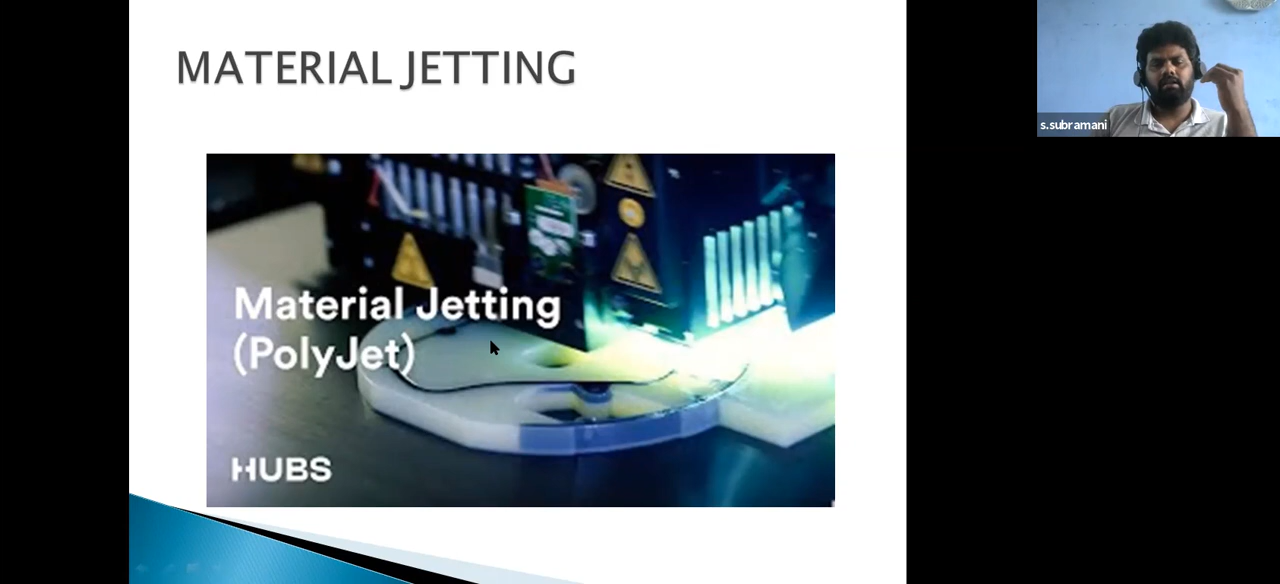 MATERIAL JETTING
s.subramani
Material Jetting
(PolyJet)
HUBS